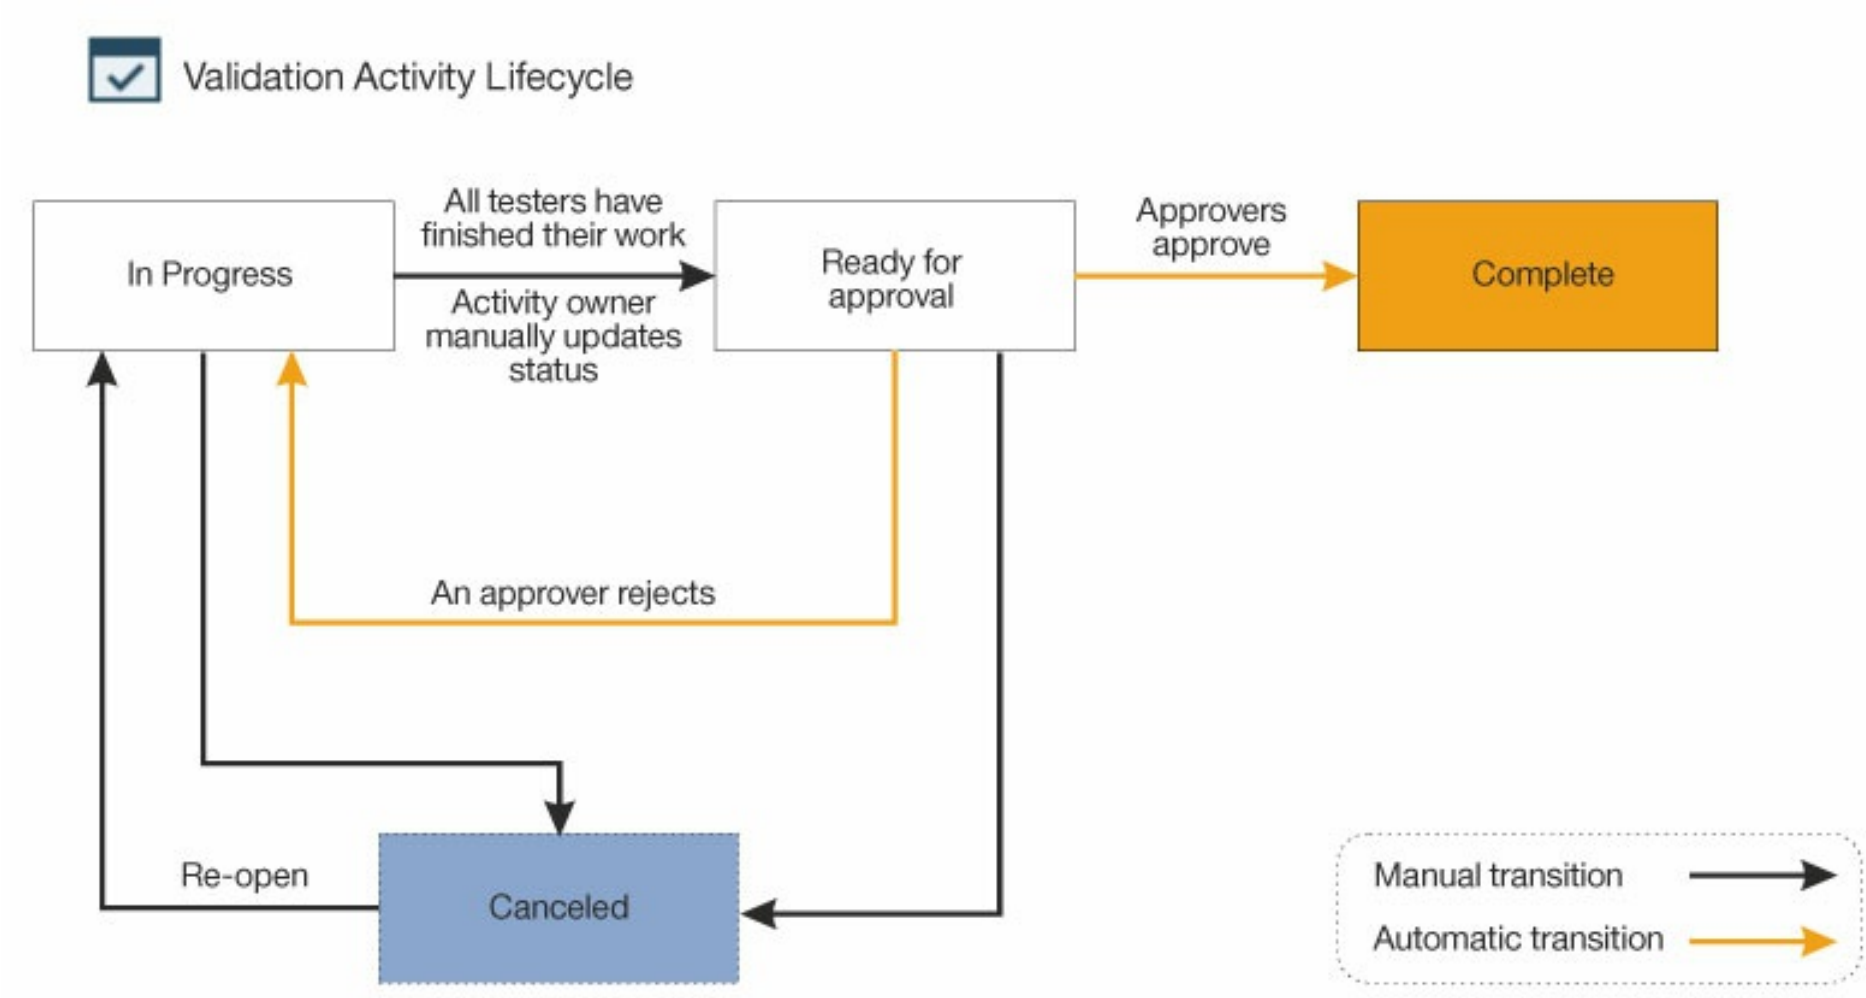 Validation Activity Lifecycle
In Progress
All testers have
finished their work
Activity owner
manually updates
status
Ready for
approval
Approvers
approve
Complete
An approver rejects
Re-open
Canceled
Manual transition
Automatic transition